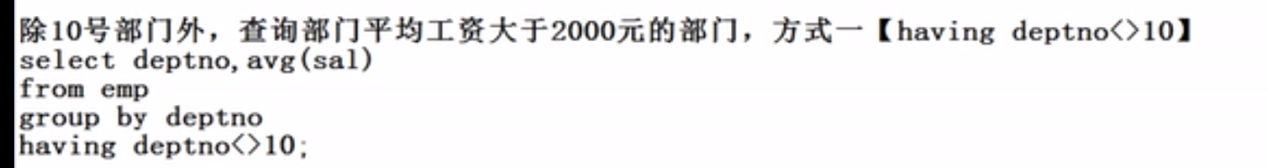 除10号部门外，查询部门平均工资大于2000元的部门，方式一【having deptno<>10】
select deptno,avg(sal)
from emp
group by deptno
having deptno<>10;